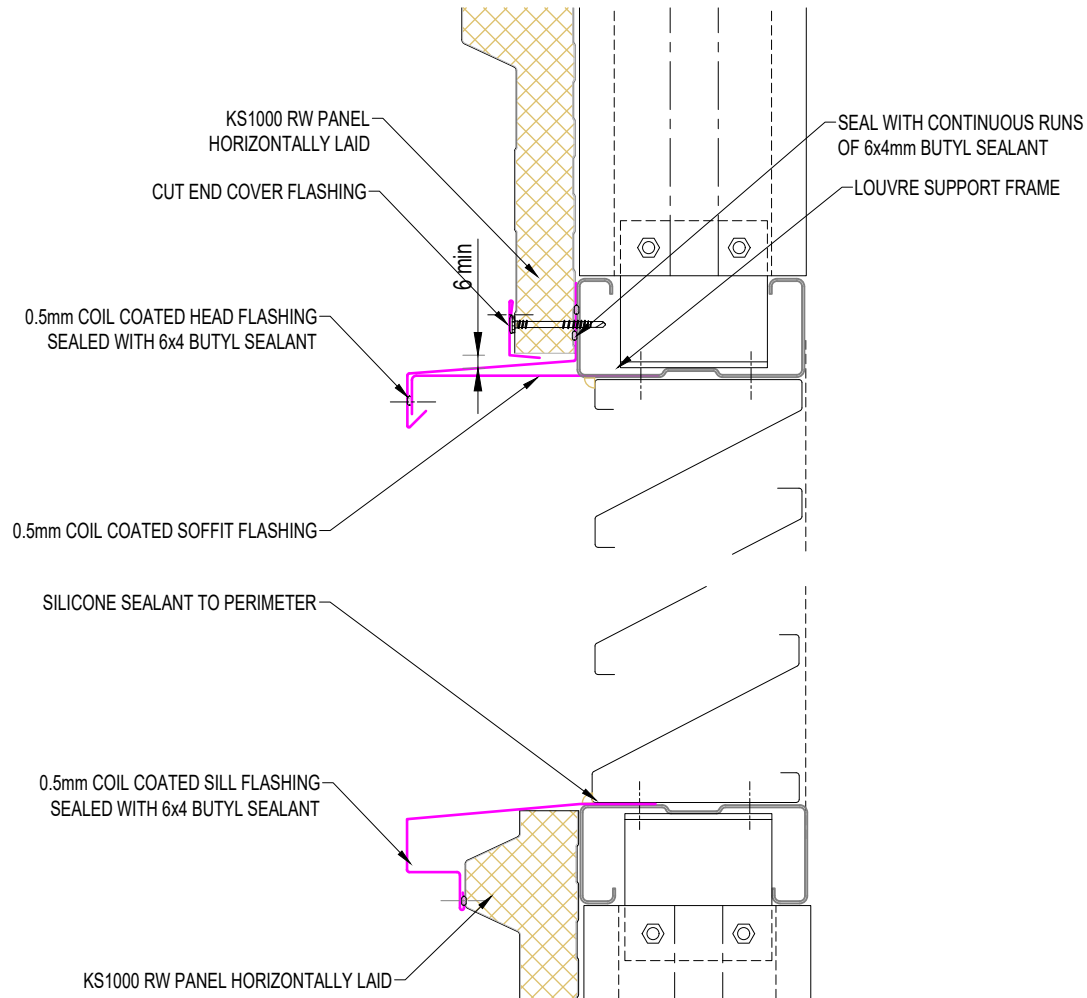 KS1000 RW PANEL
HORIZONTALLY LAID
CUT END COVER FLASHING
6 min
0.5mm COIL COATED HEAD FLASHING
SEALED WITH 6x4 BUTYL SEALANT
SEAL WITH CONTINUOUS RUNS
OF 6x4mm BUTYL SEALANT
LOUVRE SUPPORT FRAME
0.5mm COIL COATED SOFFIT FLASHING
SILICONE SEALANT TO PERIMETER
0.5mm COIL COATED SILL FLASHING
SEALED WITH 6x4 BUTYL SEALANT
KS1000 RW PANEL HORIZONTALLY LAID